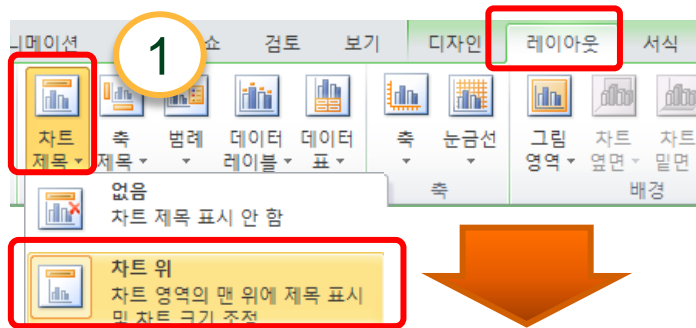 니메이션 쇼 검토 보기 디자인 레이아웃 서식
1
차트 제목
축 제목
범례
데이터 레이블
데이터 표
축
눈금선
그림 영역
차트 옆면
차트 밑면
축
배경
없음
차트 제목 표시 안 함
차트 위
차트 영역의 맨 위에 제목 표시
및 차트 크기 조정